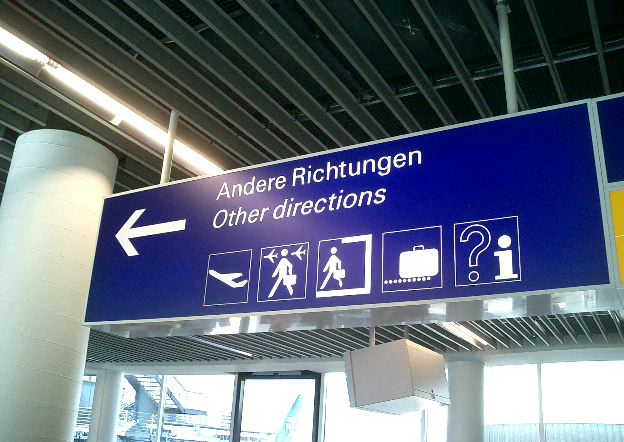 Andere Richtungen
Other directions
? i